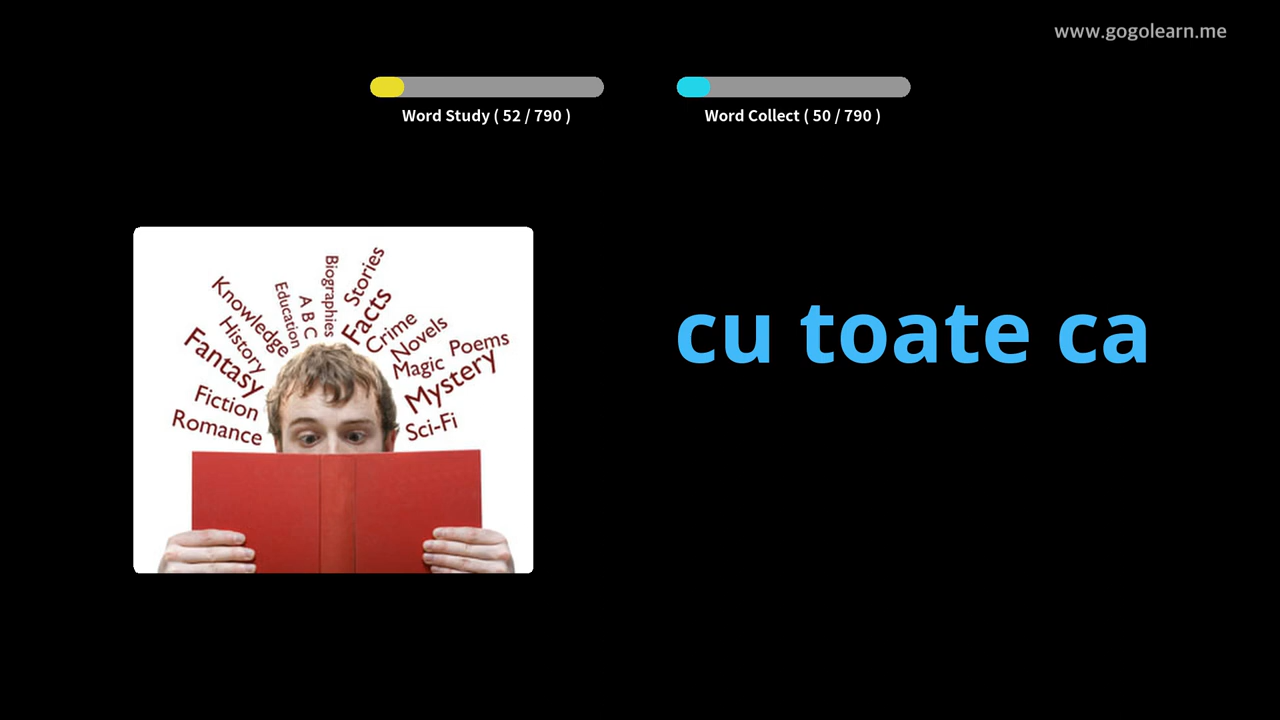 www.gogolearn.me
Word Study ( 52 / 790 )
Word Collect ( 50 / 790 )
cu toate ca
Knowledge
History
Fantasy
Fiction
Romance
Education
A B C
Biographies
Stories
Facts
Crime
Novels
Magic
Poems
Mystery
Sci-Fi